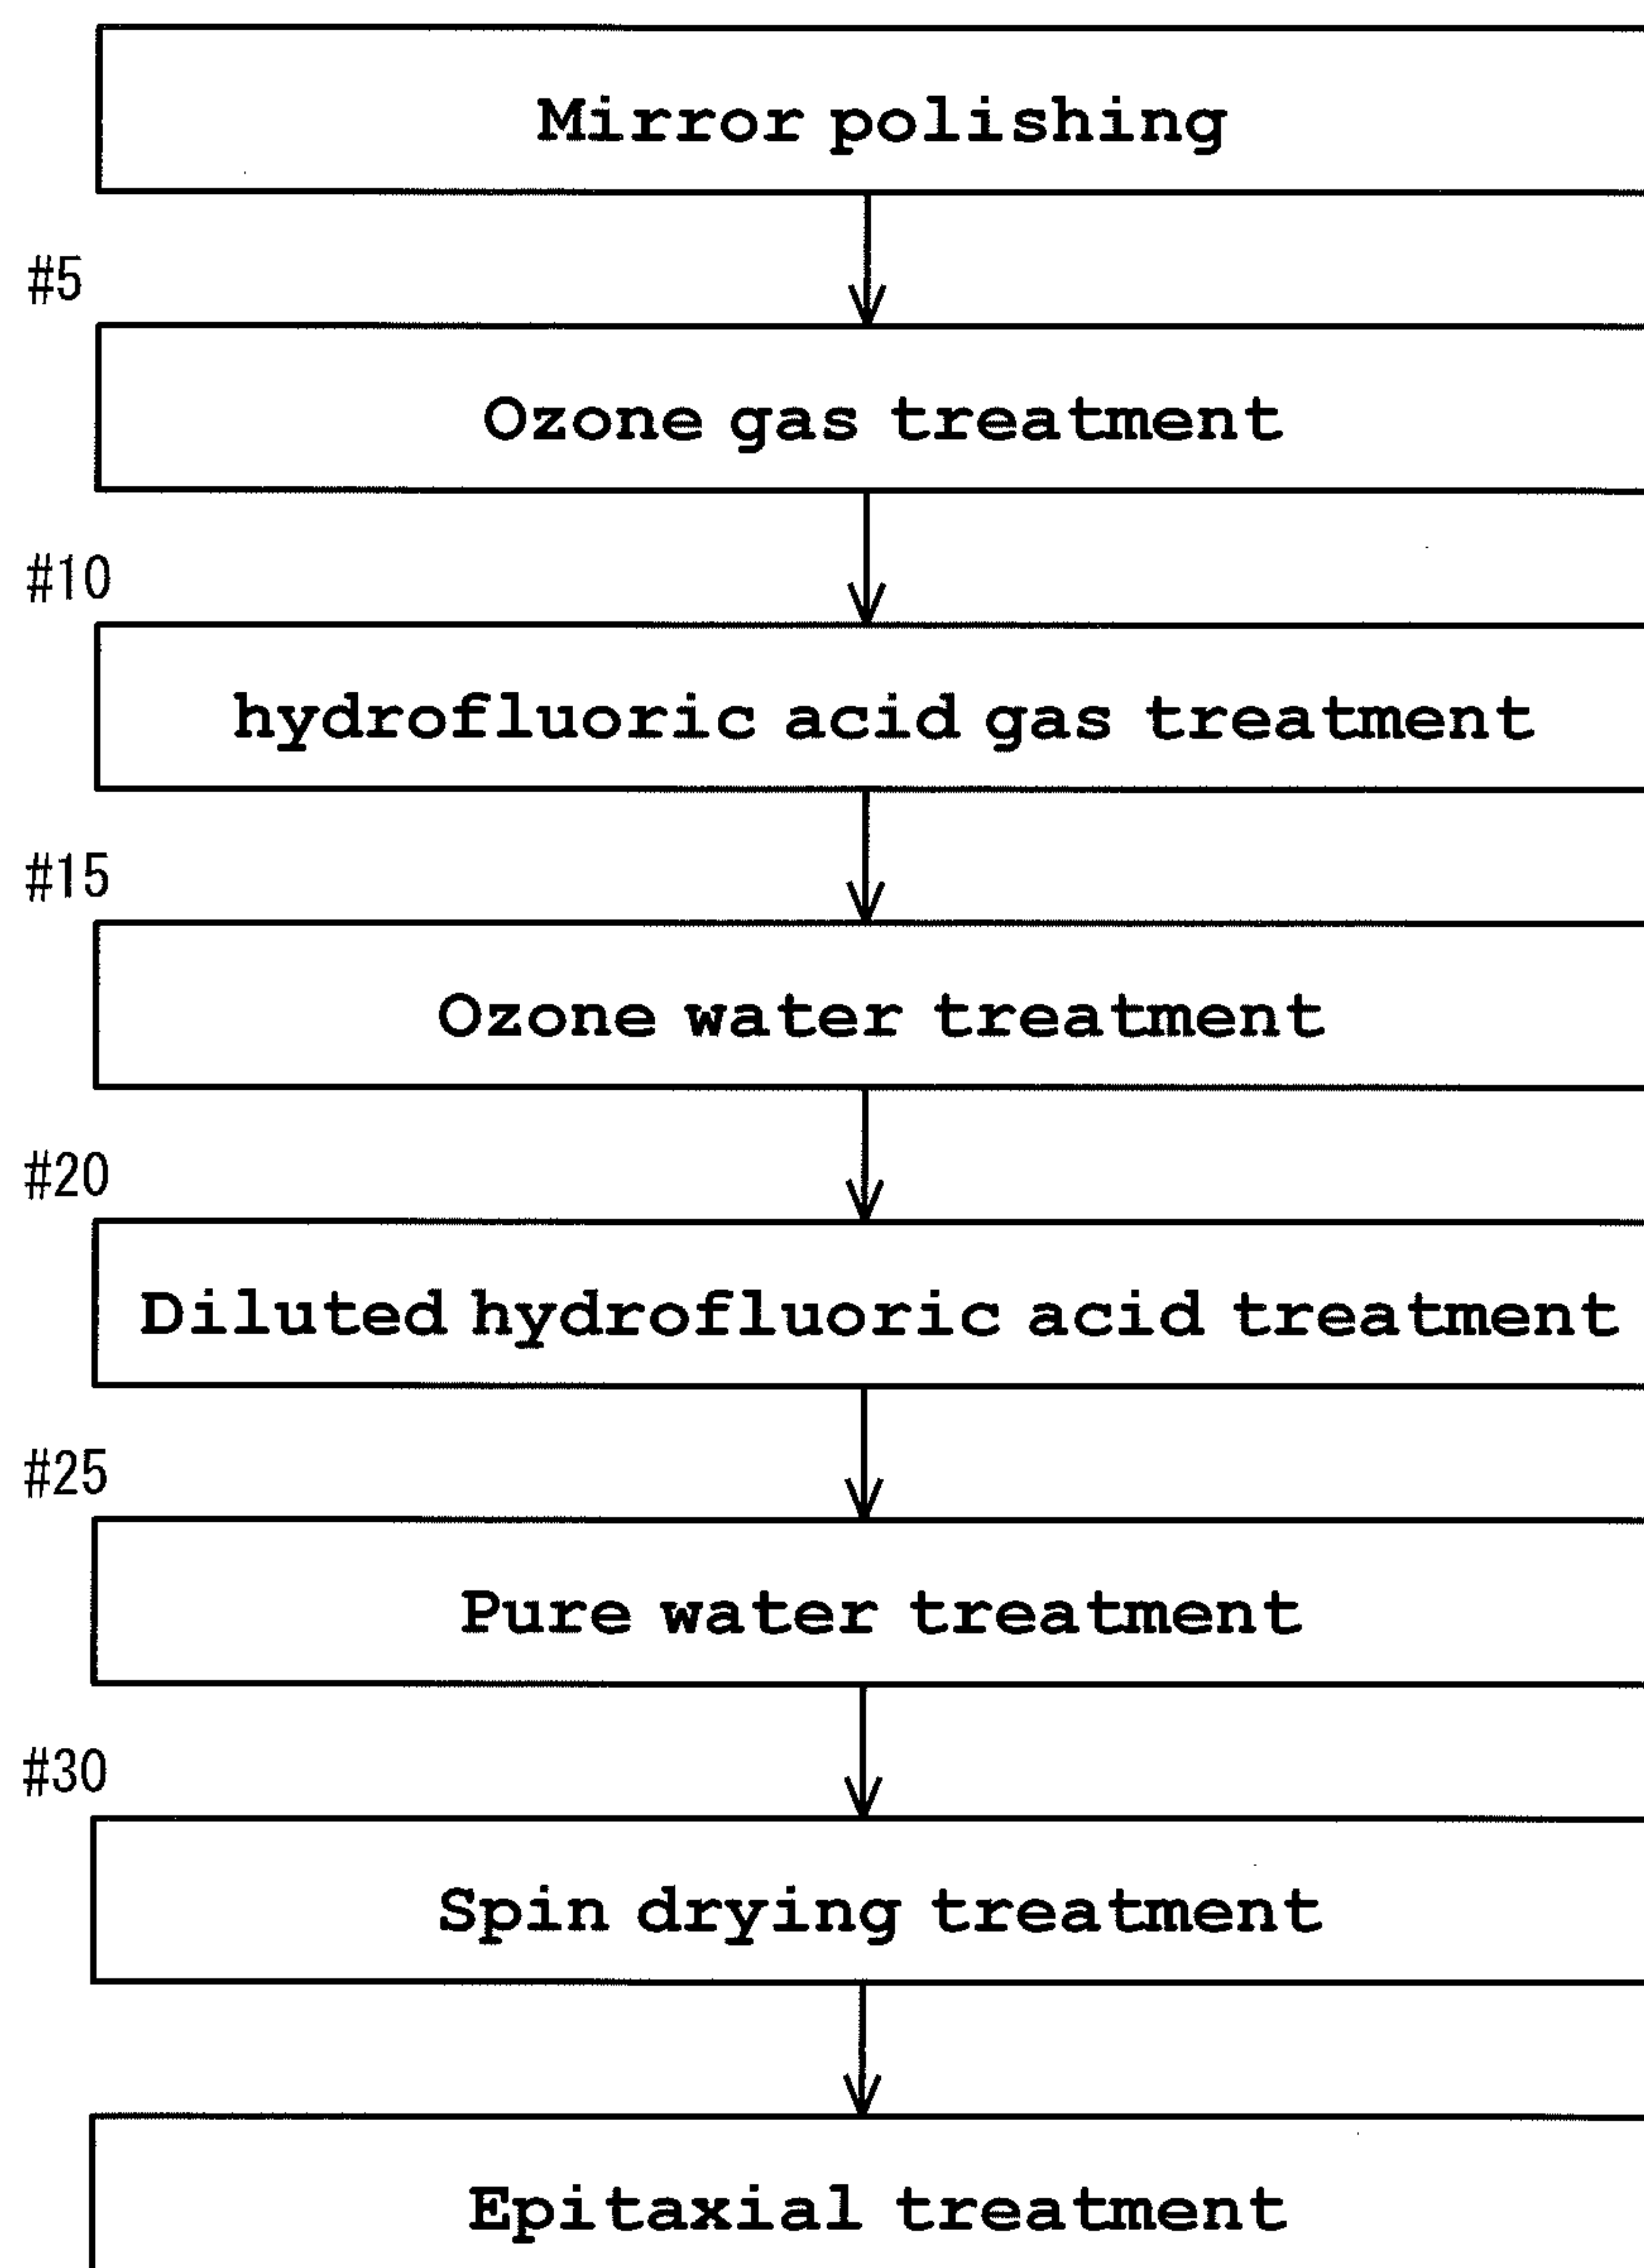 Mirror polishing
#5
Ozone gas treatment
#10
hydrofluoric acid gas treatment
#15
Ozone water treatment
#20
Diluted hydrofluoric acid treatment
#25
Pure water treatment
#30
Spin drying treatment
Epitaxial treatment